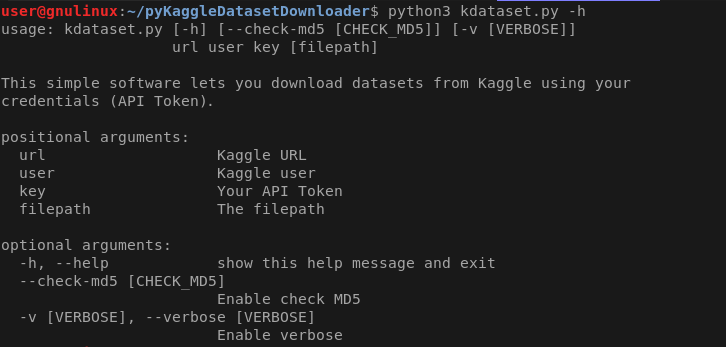 user@gnulinux:~/pyKaggleDatasetDownloader$ python3 kdataset.py -h
usage: kdataset.py [-h] [--check-md5 [CHECK_MD5]] [-v [VERBOSE]]
url user key [filepath]
This simple software lets you download datasets from Kaggle using your
credentials (API Token).
positional arguments:
url Kaggle URL
user Kaggle user
key Your API Token
filepath The filepath
optional arguments:
-h, --help show this help message and exit
--check-md5 [CHECK_MD5]
Enable check MD5
-v [VERBOSE], --verbose [VERBOSE]
Enable verbose